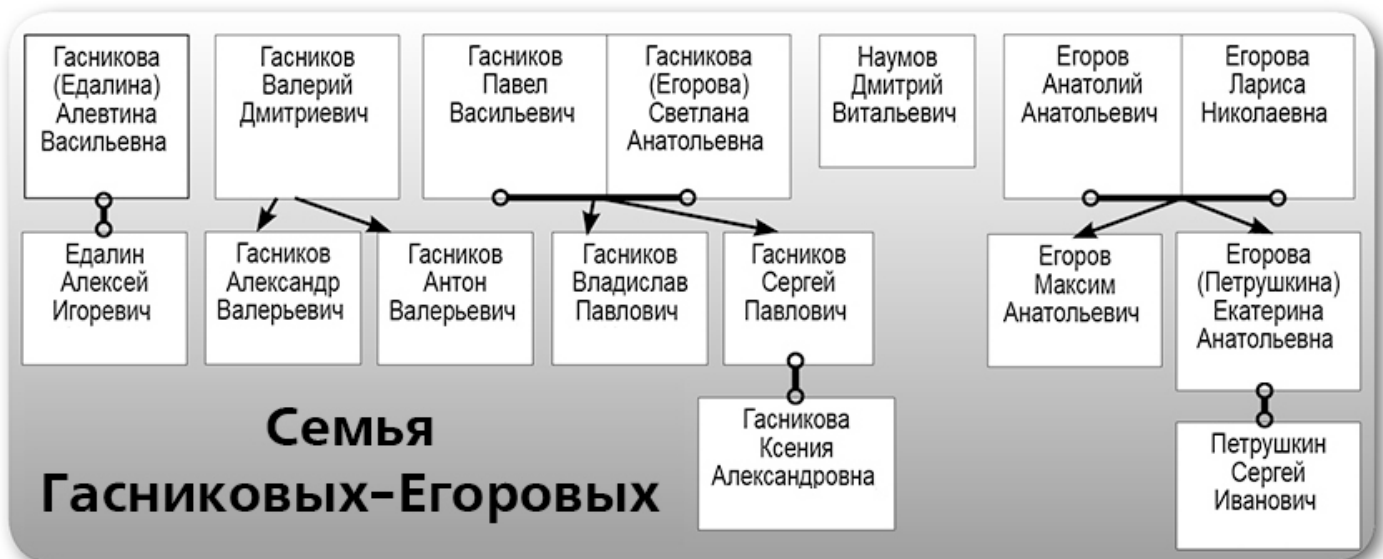 Гасникова
(Едалина)
Алевтина
Васильевна
Гасников
Валерий
Дмитриевич
Гасников
Павел
Васильевич
Гасникова
(Егорова)
Светлана
Анатольевна
Наумов
Дмитрий
Витальевич
Егоров
Анатолий
Анатольевич
Егорова
Лариса
Николаевна
Едалин
Алексей
Игоревич
Гасников
Александр
Валерьевич
Гасников
Антон
Валерьевич
Гасников
Владислав
Павлович
Гасников
Сергей
Павлович
Егоров
Максим
Анатольевич
Егорова
(Петрушкина)
Екатерина
Анатольевна
Гасникова
Ксения
Александровна
Петрушкин
Сергей
Иванович
Семья
Гасниковых-Егоровых